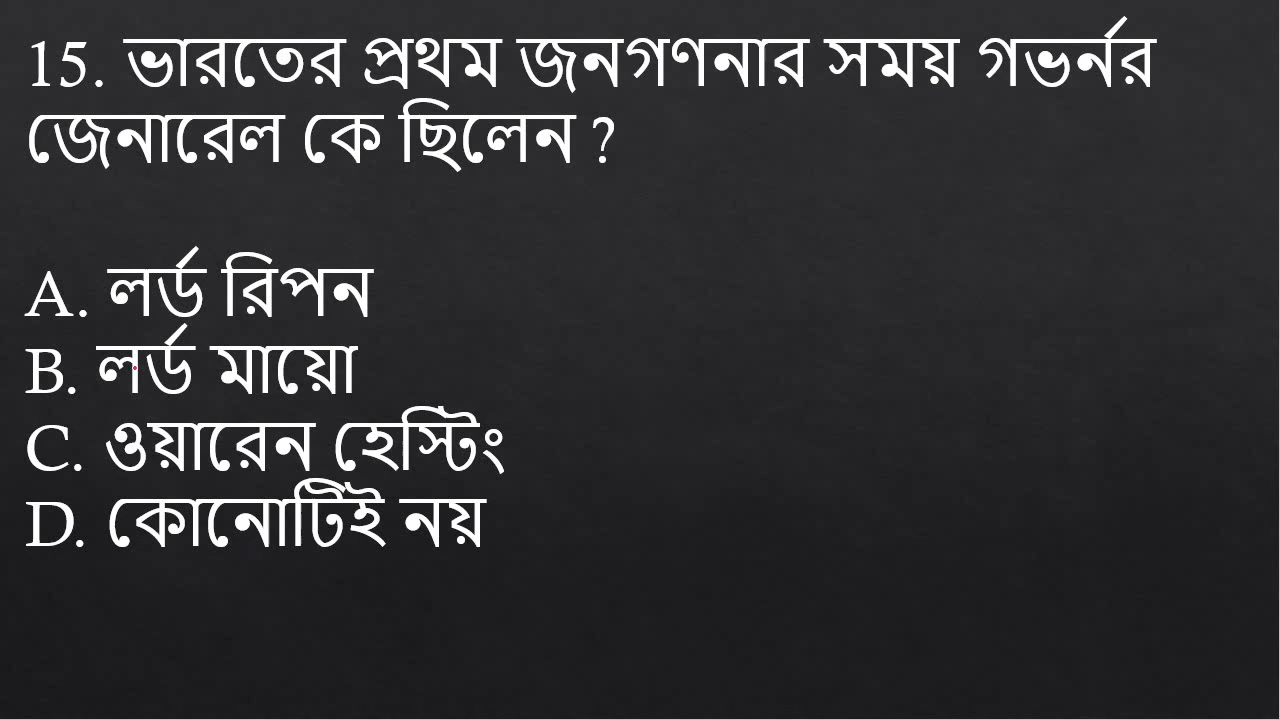 15. ভারতের প্রথম জনগণনার সময় গভর্নর
জেনারেল কে ছিলেন ?
A. লর্ড রিপন
B. লর্ড মায়ো
C. ওয়ারেন হেস্টিং
D. কোনোটিই নয়